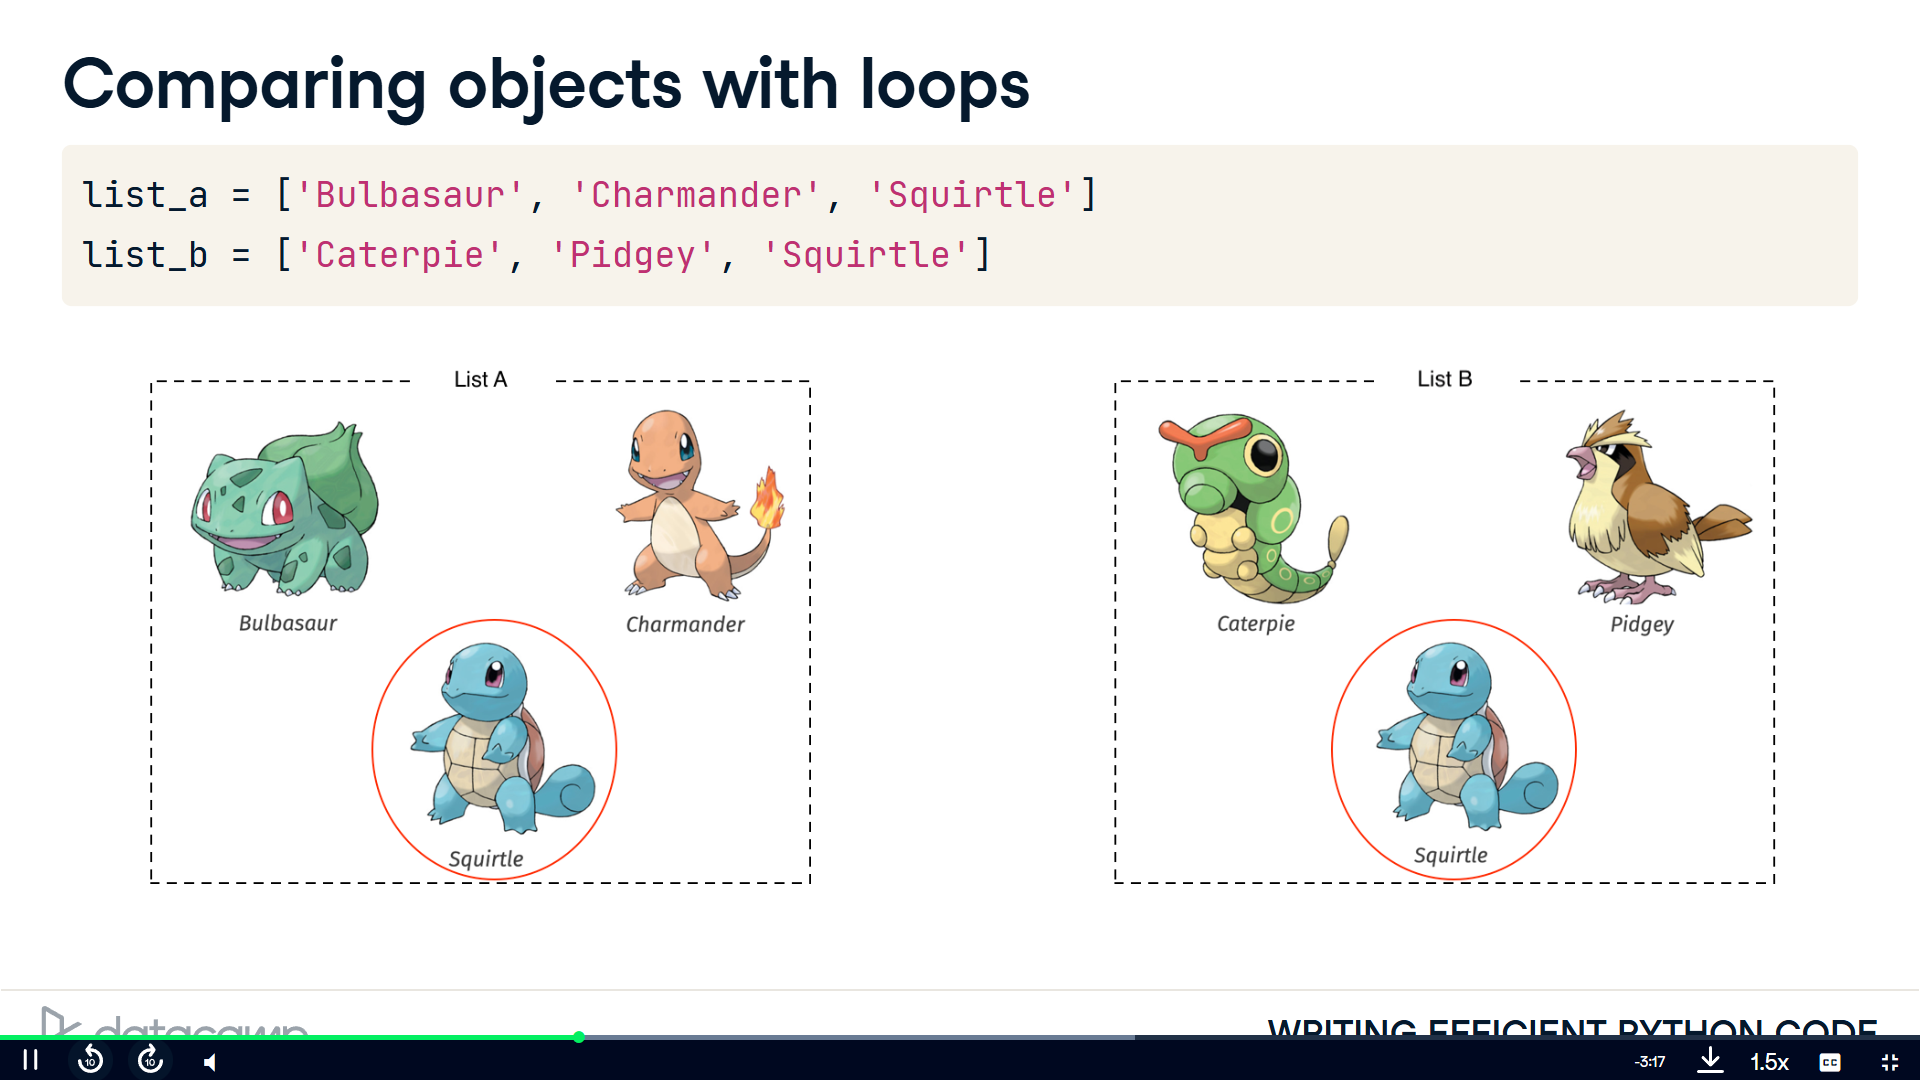 Comparing objects with loops
list_a = ['Bulbasaur', 'Charmander', 'Squirtle']
list_b = ['Caterpie', 'Pidgey', 'Squirtle']
List A
List B
Bulbasaur
Charmander
Squirtle
Caterpie
Pidgey
Squirtle
datacamp
WRITING EFFICIENT PYTHON CODE
10
10
-3:17
1.5x
CC